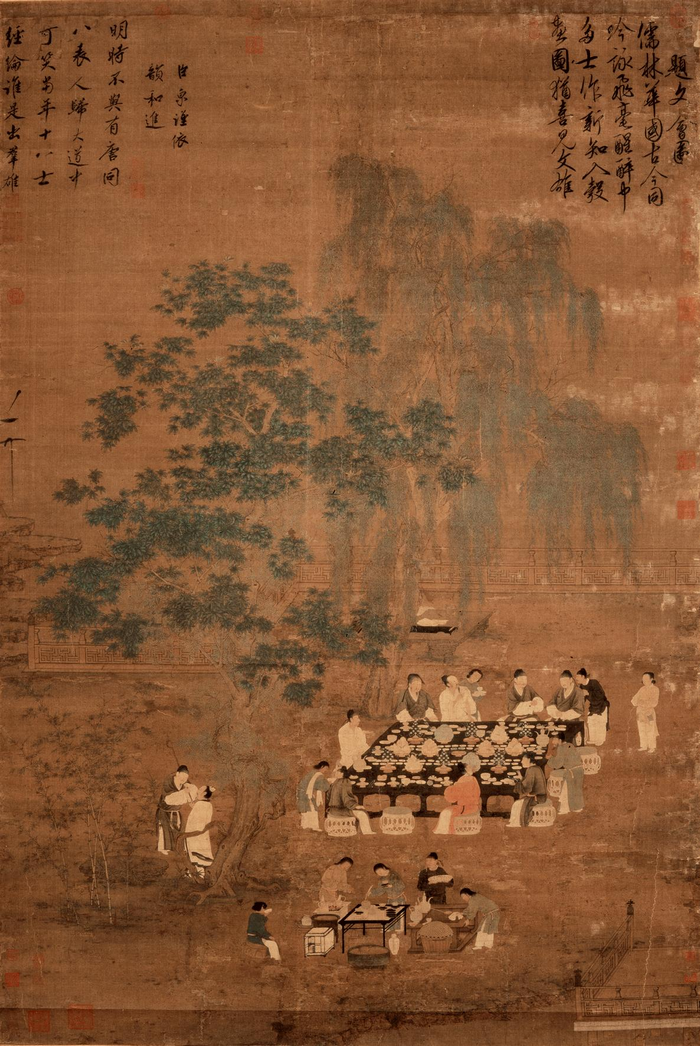 題文會圖
儒林華國古今同
吟詠飛毫醒醉中
多士作新知入彀
畫圖猶喜見文雄
臣京謹依
韻和進
明時不與有唐同
八表人歸大道中
可笑當年十八士
經綸誰是出羣雄